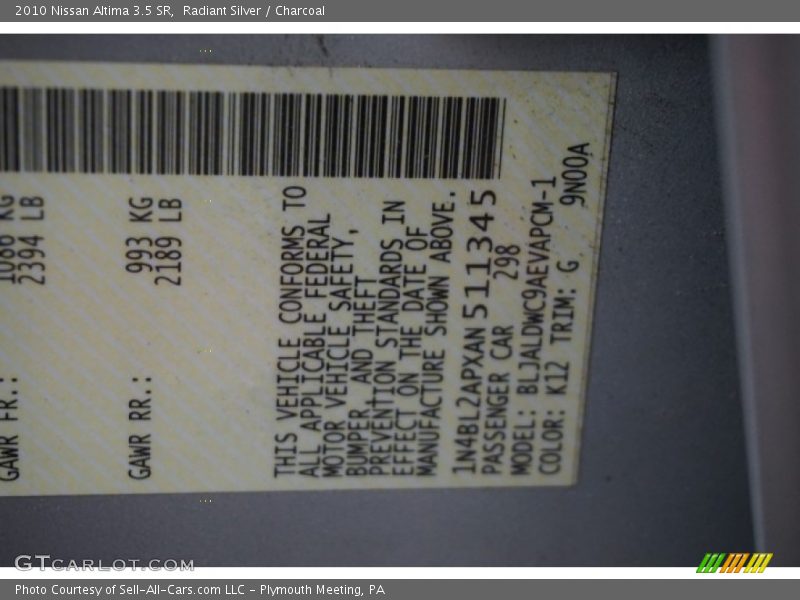 2010 Nissan Altima 3.5 SR,  Radiant Silver / Charcoal
GAWR FR.: 1086 KG
2394 LB
GAWR RR.: 993 KG
2189 LB
THIS VEHICLE CONFORMS TO
ALL APPLICABLE FEDERAL
MOTOR VEHICLE SAFETY,
BUMPER, AND THEFT
PREVENTION STANDARDS IN
EFFECT ON THE DATE OF
MANUFACTURE SHOWN ABOVE.
1N4BL2APXAN511345
PASSENGER CAR 298
MODEL: BLJALDWC9AEVAPCM-1
COLOR: K12 TRIM: G 9N00A
GTCARLOT.COM
Photo Courtesy of Sell-All-Cars.com LLC - Plymouth Meeting, PA